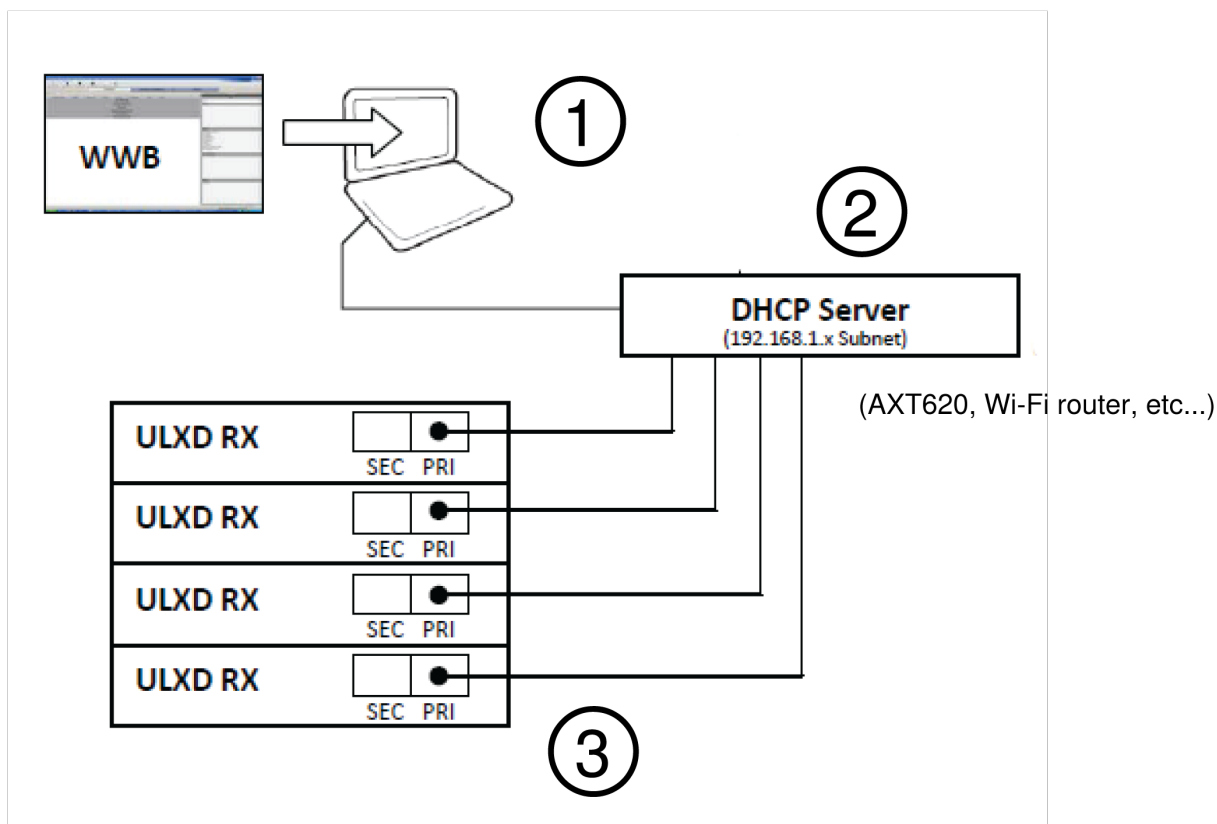 WWB
1
2
DHCP Server
(192.168.1.x Subnet)
(AXT620, Wi-Fi router, etc...)
ULXD RX
SEC PRI
ULXD RX
SEC PRI
ULXD RX
SEC PRI
ULXD RX
SEC PRI
3